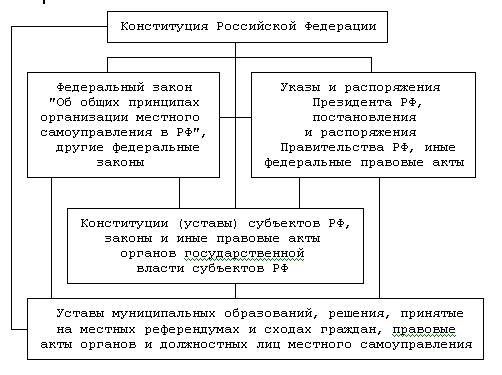 Конституция Российской Федерации
Федеральный закон
"Об общих принципах
организации местного
самоуправления в РФ",
другие федеральные
законы
Указы и распоряжения
Президента РФ,
постановления
и распоряжения
Правительства РФ, иные
федеральные правовые акты
Конституции (уставы) субъектов РФ,
законы и иные правовые акты
органов государственной
власти субъектов РФ
Уставы муниципальных образований, решения, принятые
на местных референдумах и сходах граждан, правовые
акты органов и должностных лиц местного самоуправления